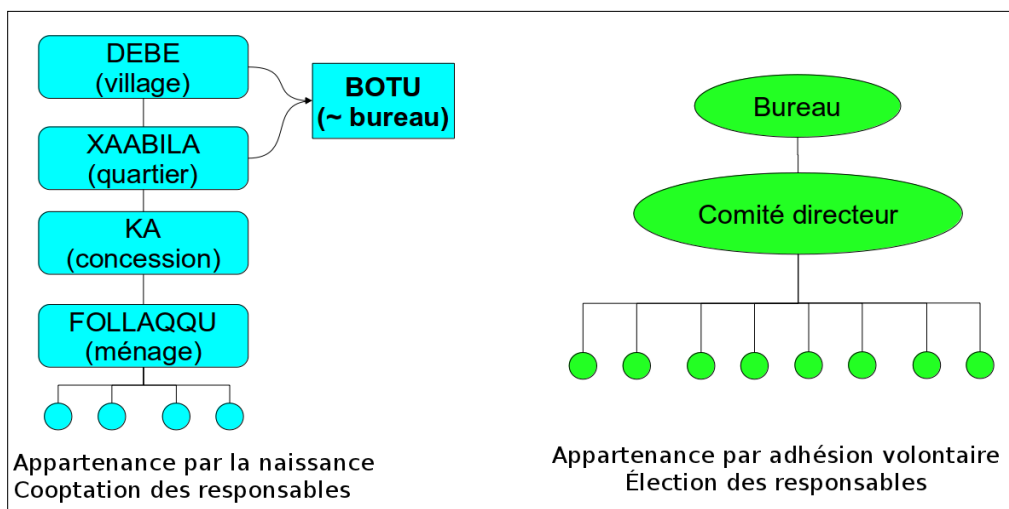 DEBE
(village)
BOTU
(~ bureau)
XAABILA
(quartier)
KA
(concession)
FOLLAQQU
(ménage)
Appartenance par la naissance
Cooptation des responsables
Bureau
Comité directeur
Appartenance par adhésion volontaire
Élection des responsables